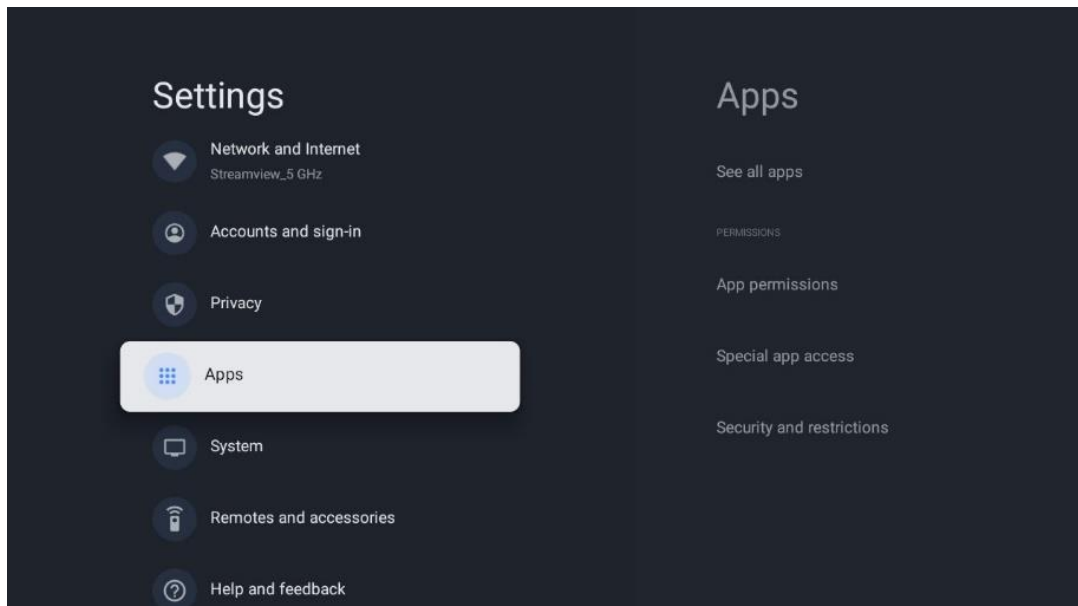 Settings
Network and Internet
Streamview_5 GHz
Accounts and sign-in
Privacy
Apps
System
Remotes and accessories
Help and feedback
Apps
See all apps
PERMISSIONS
App permissions
Special app access
Security and restrictions